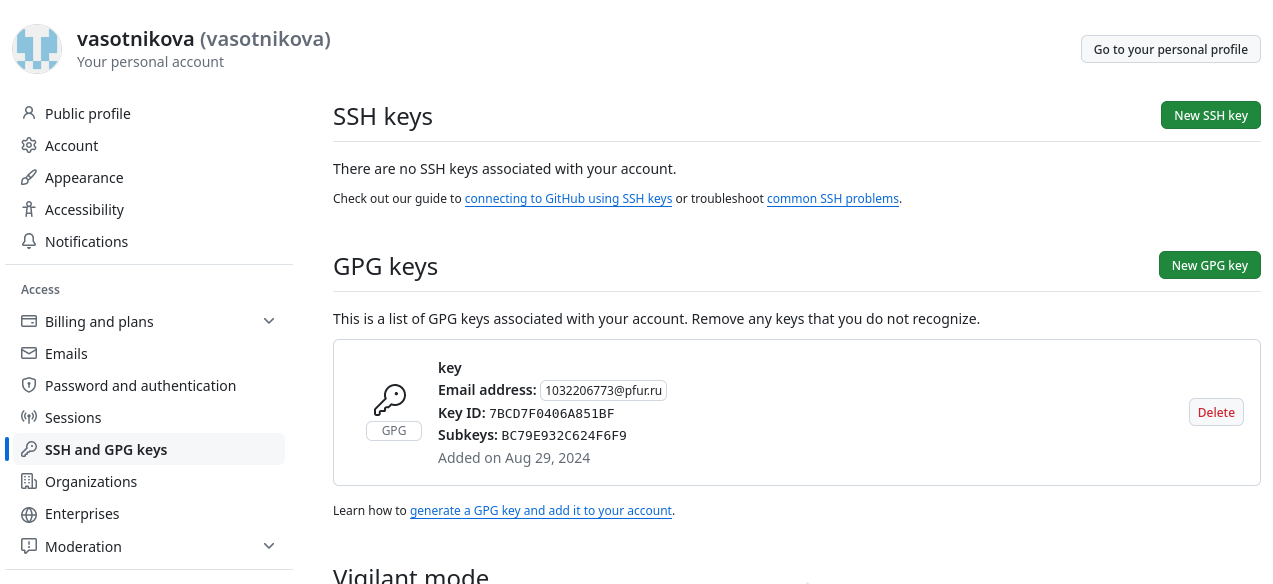 vasotnikova (vasotnikova)
Your personal account
Go to your personal profile
Public profile
Account
Appearance
Accessibility
Notifications
Access
Billing and plans
Emails
Password and authentication
Sessions
SSH and GPG keys
Organizations
Enterprises
Moderation
SSH keys
New SSH key
There are no SSH keys associated with your account.
Check out our guide to connecting to GitHub using SSH keys or troubleshoot common SSH problems.
GPG keys
New GPG key
This is a list of GPG keys associated with your account. Remove any keys that you do not recognize.
GPG
key
Email address: 1032206773@pfur.ru
Key ID: 7BCD7F0406A851BF
Subkeys: BC79E932C624F6F9
Added on Aug 29, 2024
Delete
Learn how to generate a GPG key and add it to your account.
Vigilant mode